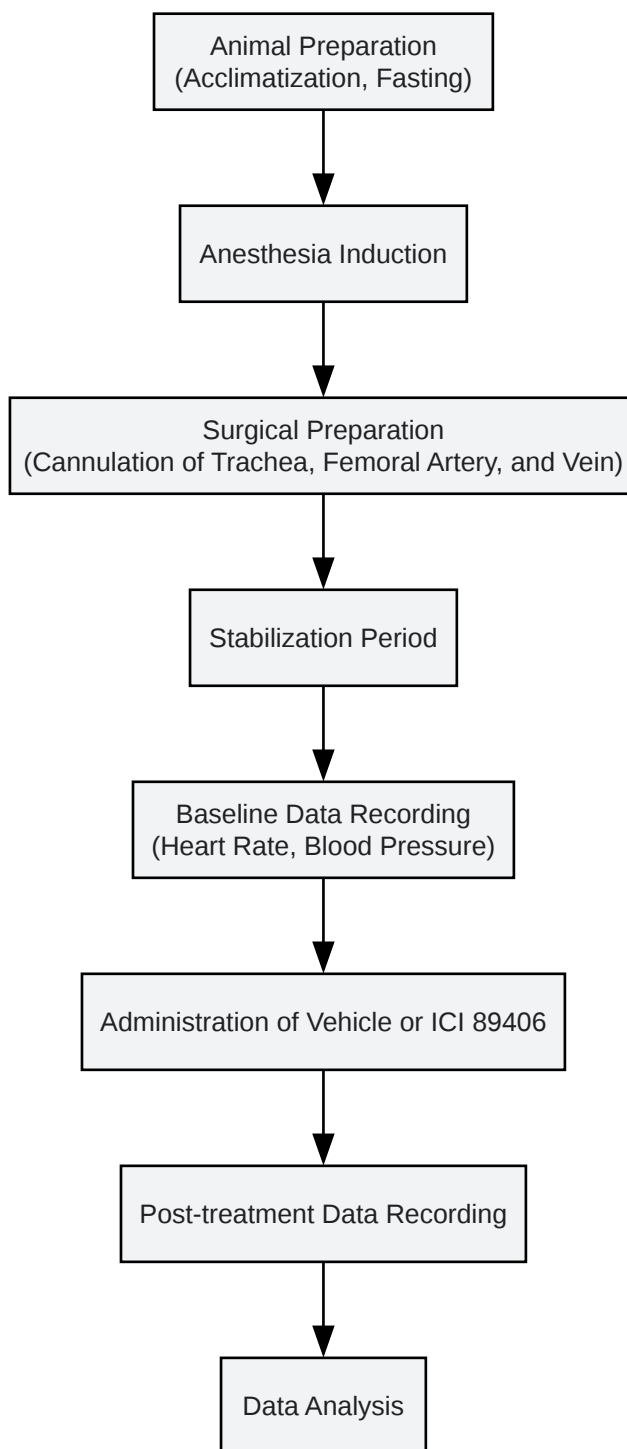 Animal Preparation
(Acclimatization, Fasting)
Anesthesia Induction
Surgical Preparation
(Cannulation of Trachea, Femoral Artery, and Vein)
Stabilization Period
Baseline Data Recording
(Heart Rate, Blood Pressure)
Administration of Vehicle or ICI 89406
Post-treatment Data Recording
Data Analysis